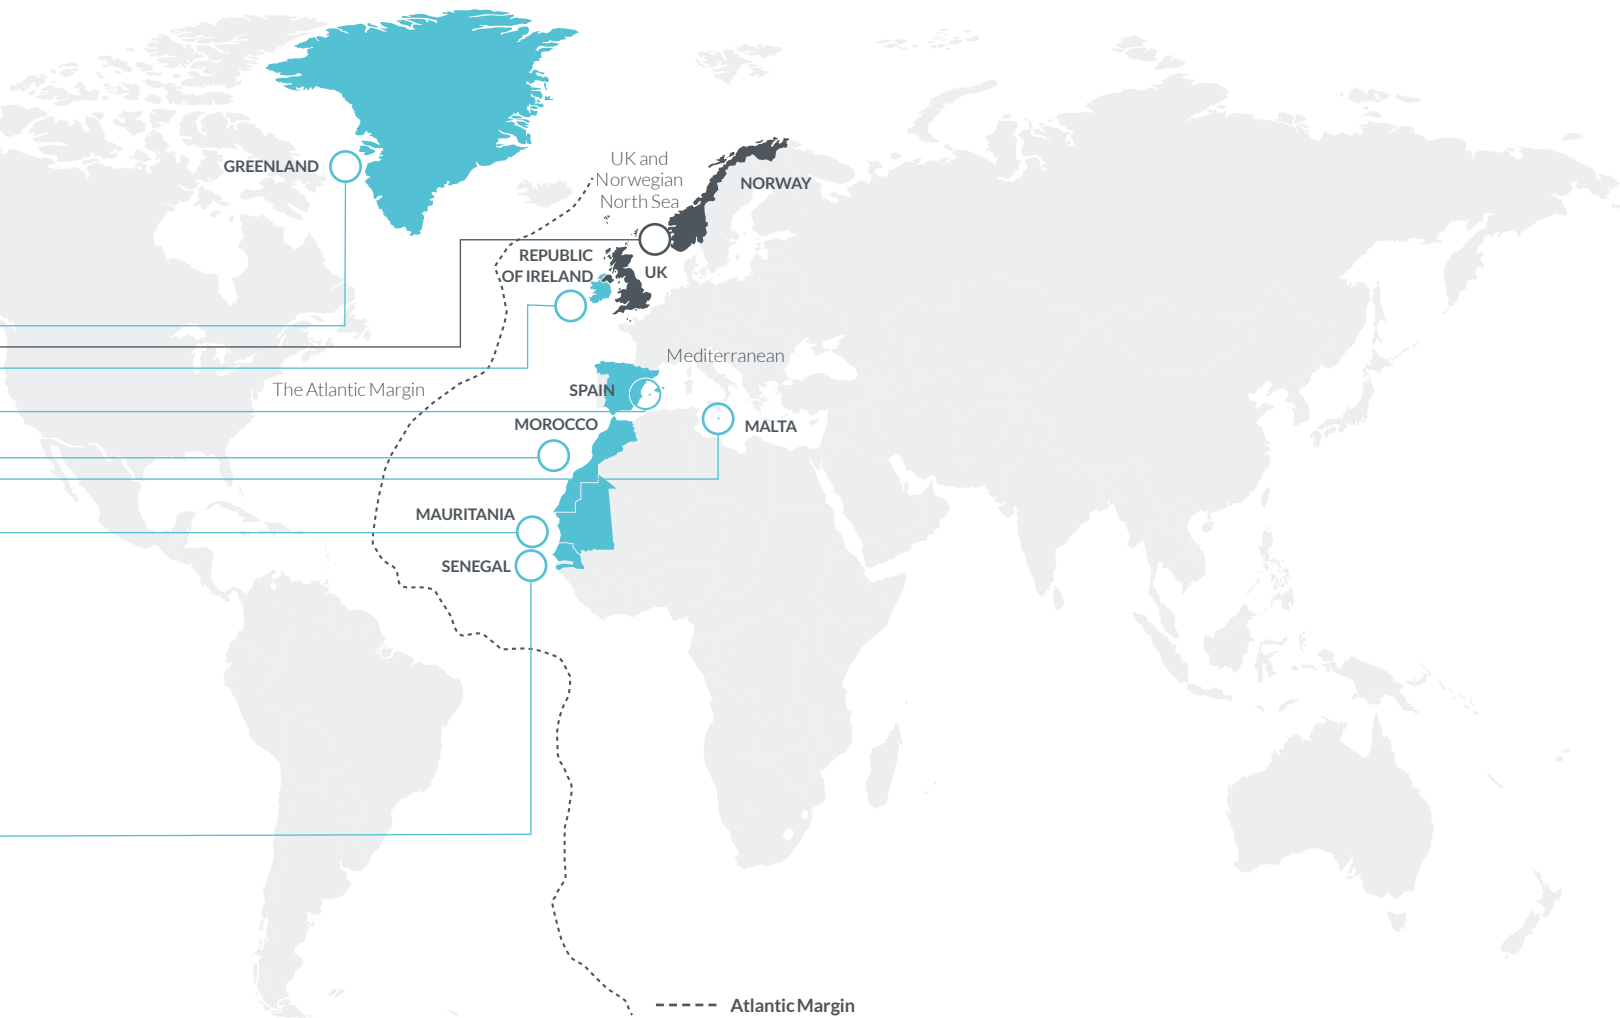 GREENLAND
UK and
Norwegian
North Sea
NORWAY
REPUBLIC
OF IRELAND
UK
Mediterranean
The Atlantic Margin
SPAIN
MOROCCO
MALTA
MAURITANIA
SENEGAL
Atlantic Margin